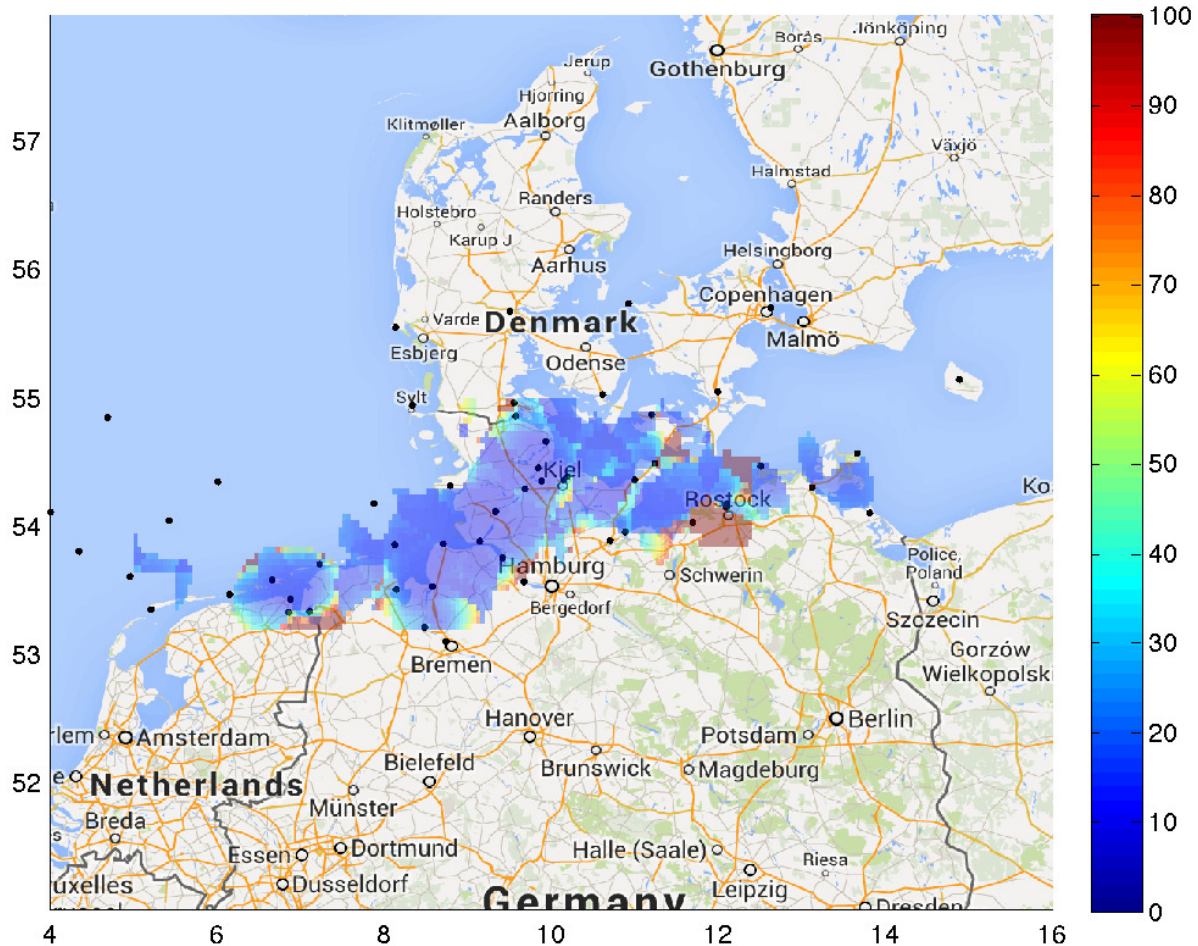 Jönköping
Borås
Gothenburg
Jerup
Hjorring
Aalborg
Klitmøller
Växjö
Halmstad
Randers
Holstebro
Karup J
Aarhus
Helsingborg
Copenhagen
Varde
Denmark
Malmö
Esbjerg
Odense
Sylt
Kiel
Rostock
Hamburg
Schwerin
Bergedorf
Bremen
Police,
Poland
Szczecin
Gorzów
Wielkopolski
Hanover
Berlin
Potsdam
rlem
Amsterdam
Bielefeld
Brunswick
Magdeburg
Netherlands
Münster
Breda
Essen
Dortmund
Halle (Saale)
Riesa
uxelles
Dusseldorf
Leipzig
Germany
Dresden
57
56
55
54
53
52
4 6 8 10 12 14 16
100
90
80
70
60
50
40
30
20
10
0